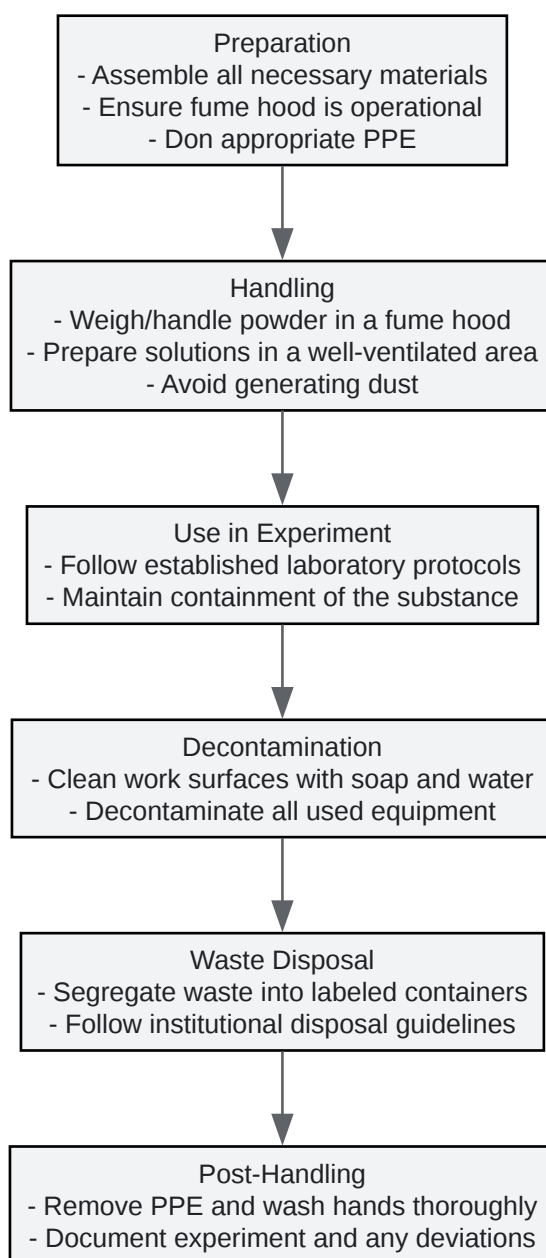 Preparation
- Assemble all necessary materials
- Ensure fume hood is operational
- Don appropriate PPE
Handling
- Weigh/handle powder in a fume hood
- Prepare solutions in a well-ventilated area
- Avoid generating dust
Use in Experiment
- Follow established laboratory protocols
- Maintain containment of the substance
Decontamination
- Clean work surfaces with soap and water
- Decontaminate all used equipment
Waste Disposal
- Segregate waste into labeled containers
- Follow institutional disposal guidelines
Post-Handling
- Remove PPE and wash hands thoroughly
- Document experiment and any deviations